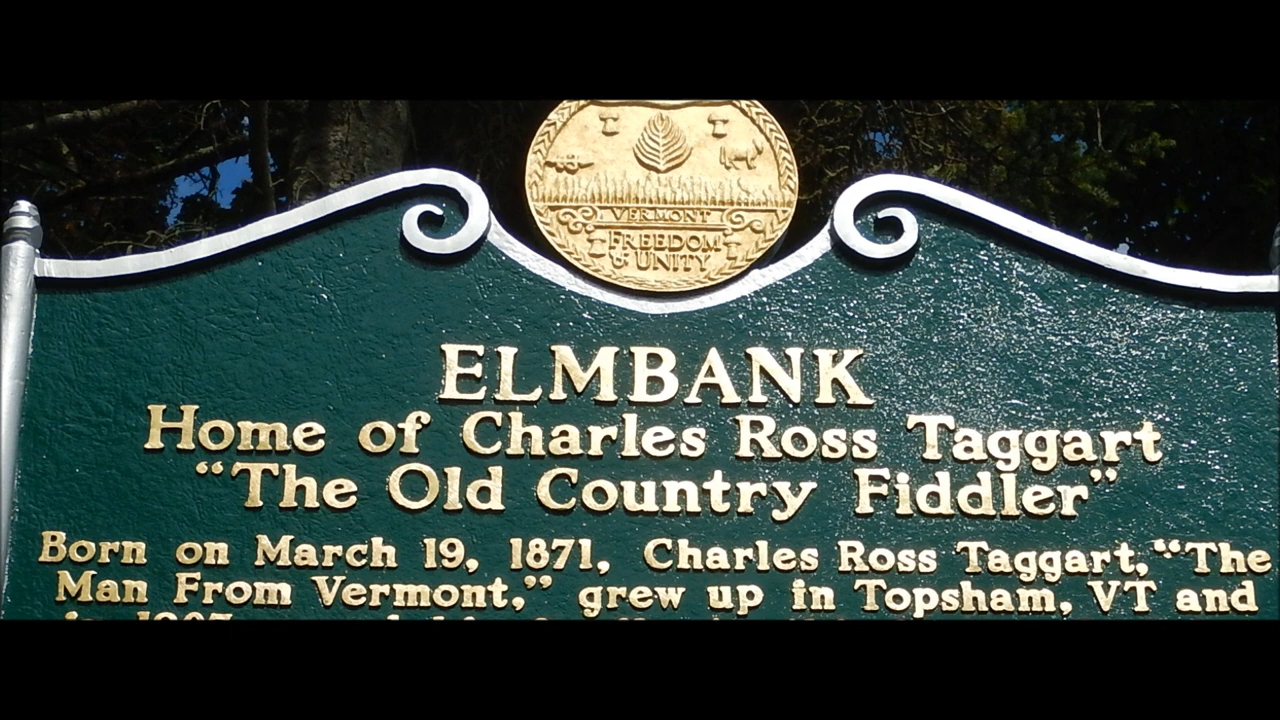 VERMONT
FREEDOM
& UNITY
ELMBANK
Home of Charles Ross Taggart
“The Old Country Fiddler”
Born on March 19, 1871, Charles Ross Taggart, “The
Man From Vermont,” grew up in Topsham, VT and
in